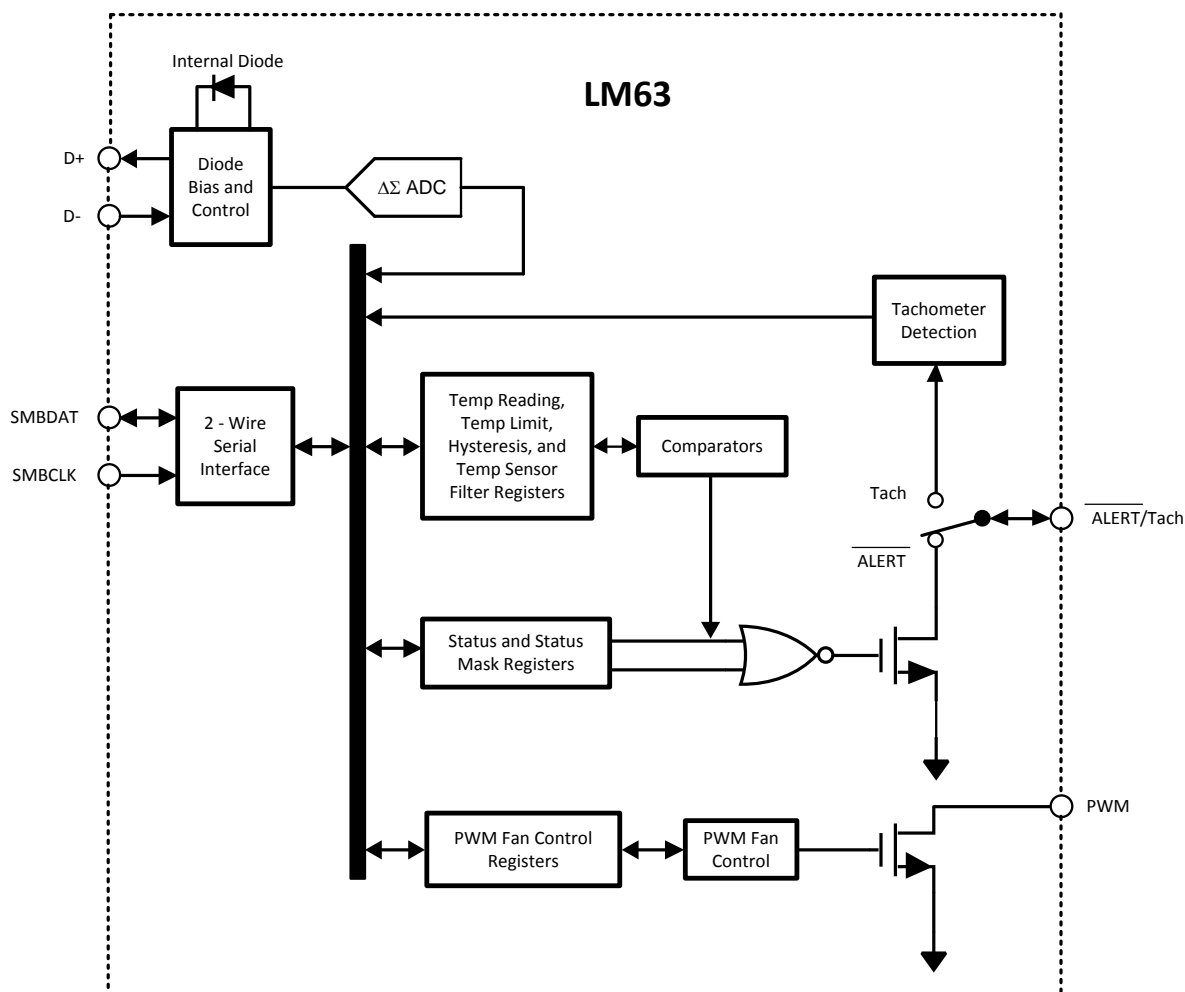 Internal Diode
LM63
D+
D-
Diode
Bias and
Control
ΔΣ ADC
Tachometer
Detection
SMBDAT
SMBCLK
2 - Wire
Serial
Interface
Temp Reading,
Temp Limit,
Hysteresis, and
Temp Sensor
Filter Registers
Comparators
Tach
ALERT/Tach
ALERT
Status and Status
Mask Registers
PWM
PWM Fan Control
Registers
PWM Fan
Control